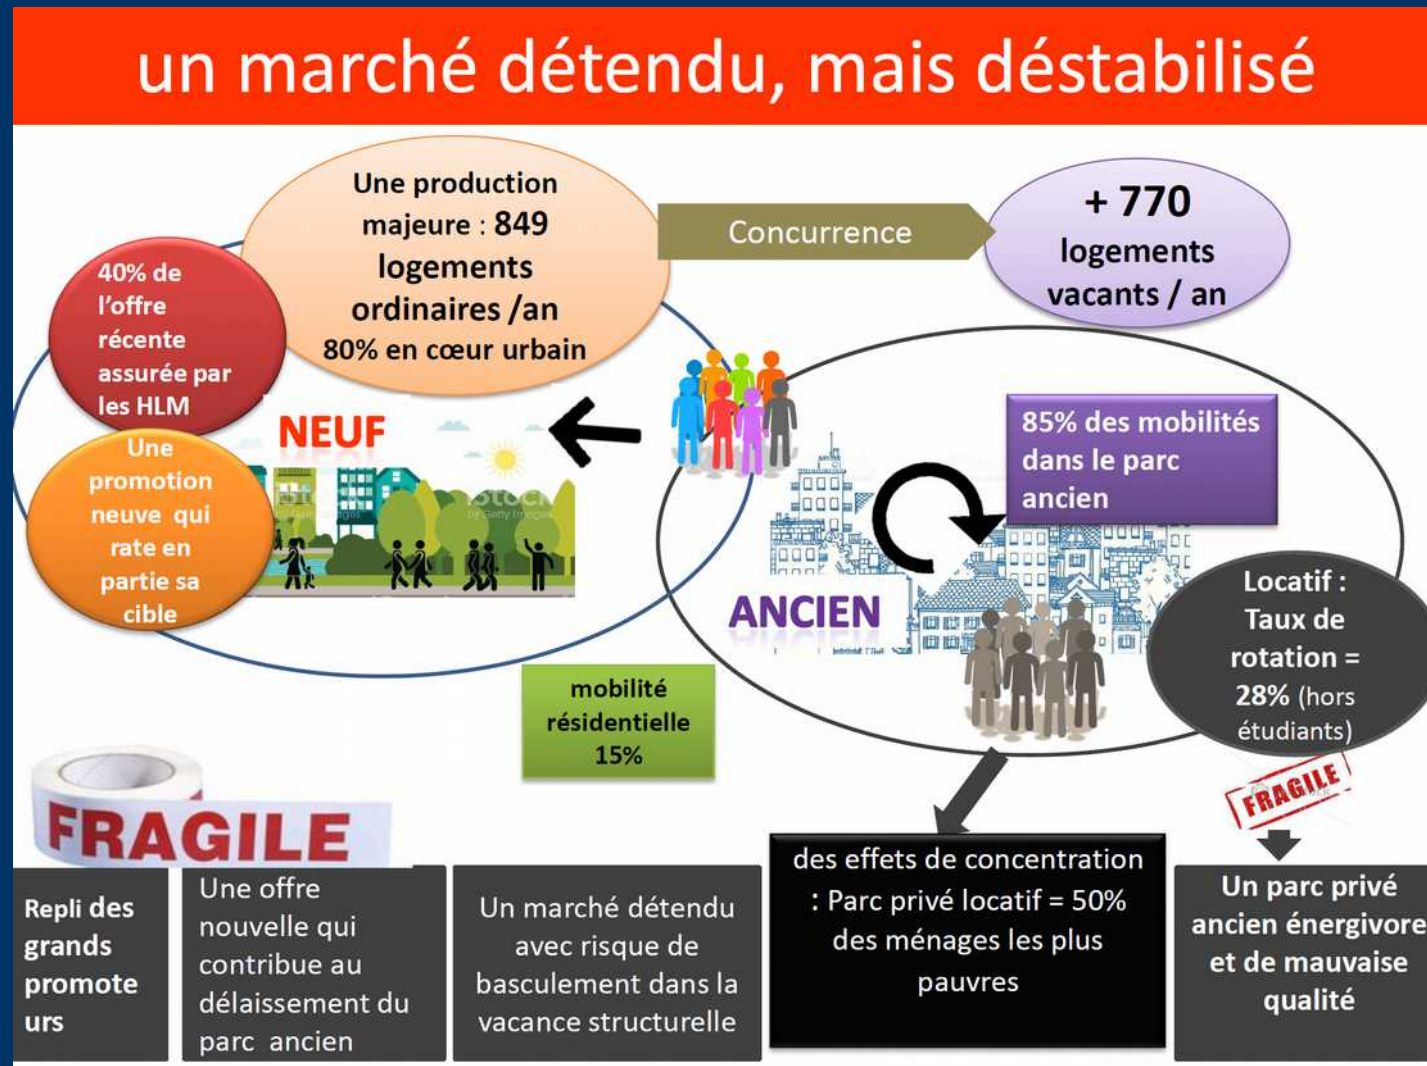 un marché détendu, mais déstabilisé
Une production
majeure : 849
logements
ordinaires /an
80% en cœur urbain
Concurrence
+ 770
logements
vacants / an
40% de
l'offre
récente
assurée par
les HLM
NEUF
85% des mobilités
dans le parc
ancien
Une
promotion
neuve qui
rate en
partie sa
cible
iStock
by Getty Images
ANCIEN
Locatif :
Taux de
rotation =
28% (hors
étudiants)
mobilité
résidentielle
15%
FRAGILE
FRAGILE
Repli des
grands
promote
urs
Une offre
nouvelle qui
contribue au
délaissement du
parc ancien
Un marché détendu
avec risque de
basculement dans la
vacance structurelle
des effets de concentration
: Parc privé locatif = 50%
des ménages les plus
pauvres
Un parc privé
ancien énergivore
et de mauvaise
qualité